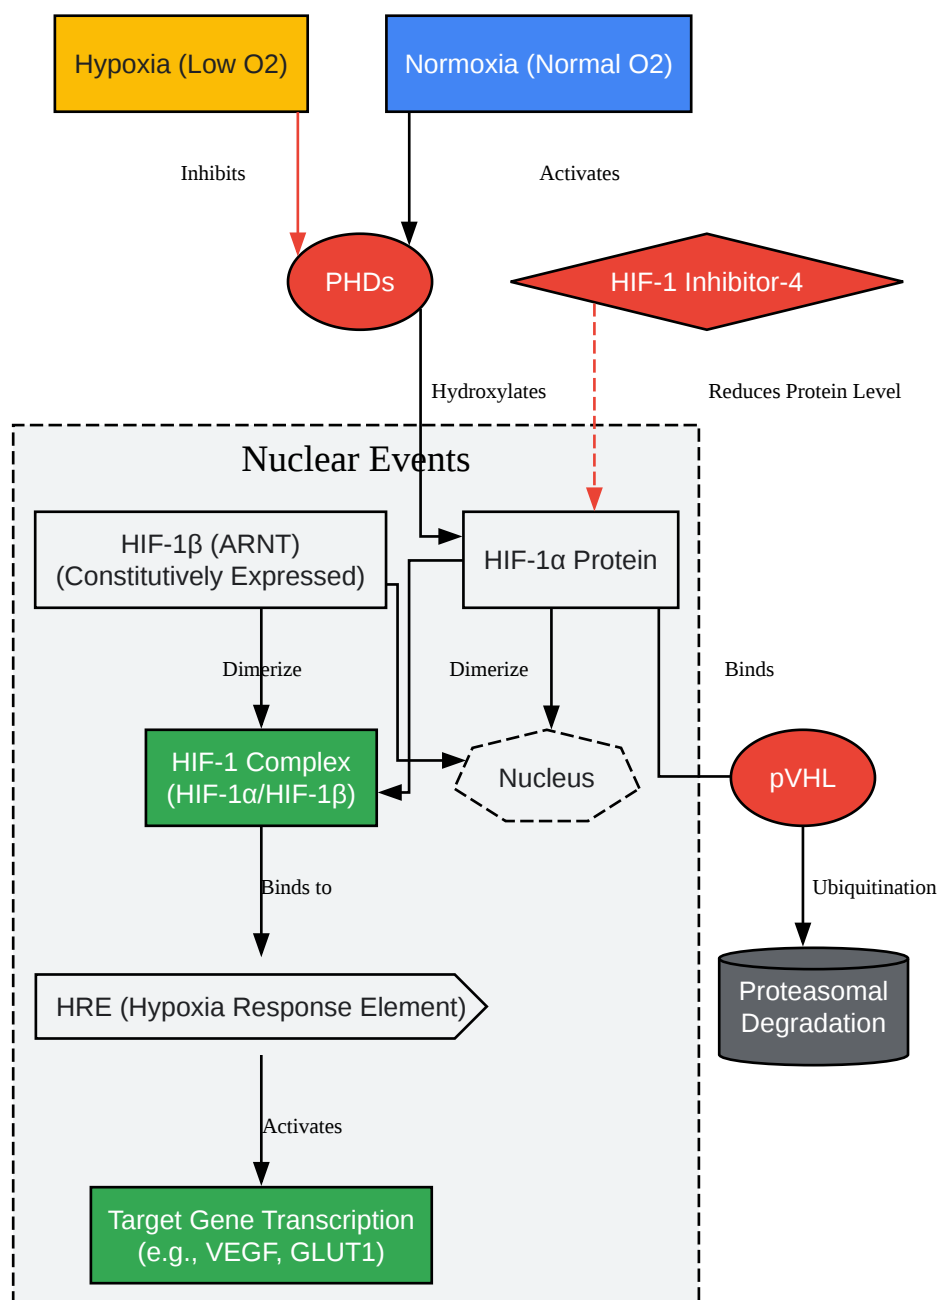 Hypoxia (Low O2)
Normoxia (Normal O2)
Inhibits
Activates
PHDs
HIF-1 Inhibitor-4
Hydroxylates
Reduces Protein Level
Nuclear Events
HIF-1β (ARNT)
(Constitutively Expressed)
HIF-1α Protein
Dimerize
Dimerize
Binds
HIF-1 Complex
(HIF-1α/HIF-1β)
Nucleus
pVHL
Binds to
Ubiquitination
HRE (Hypoxia Response Element)
Proteasomal
Degradation
Activates
Target Gene Transcription
(e.g., VEGF, GLUT1)